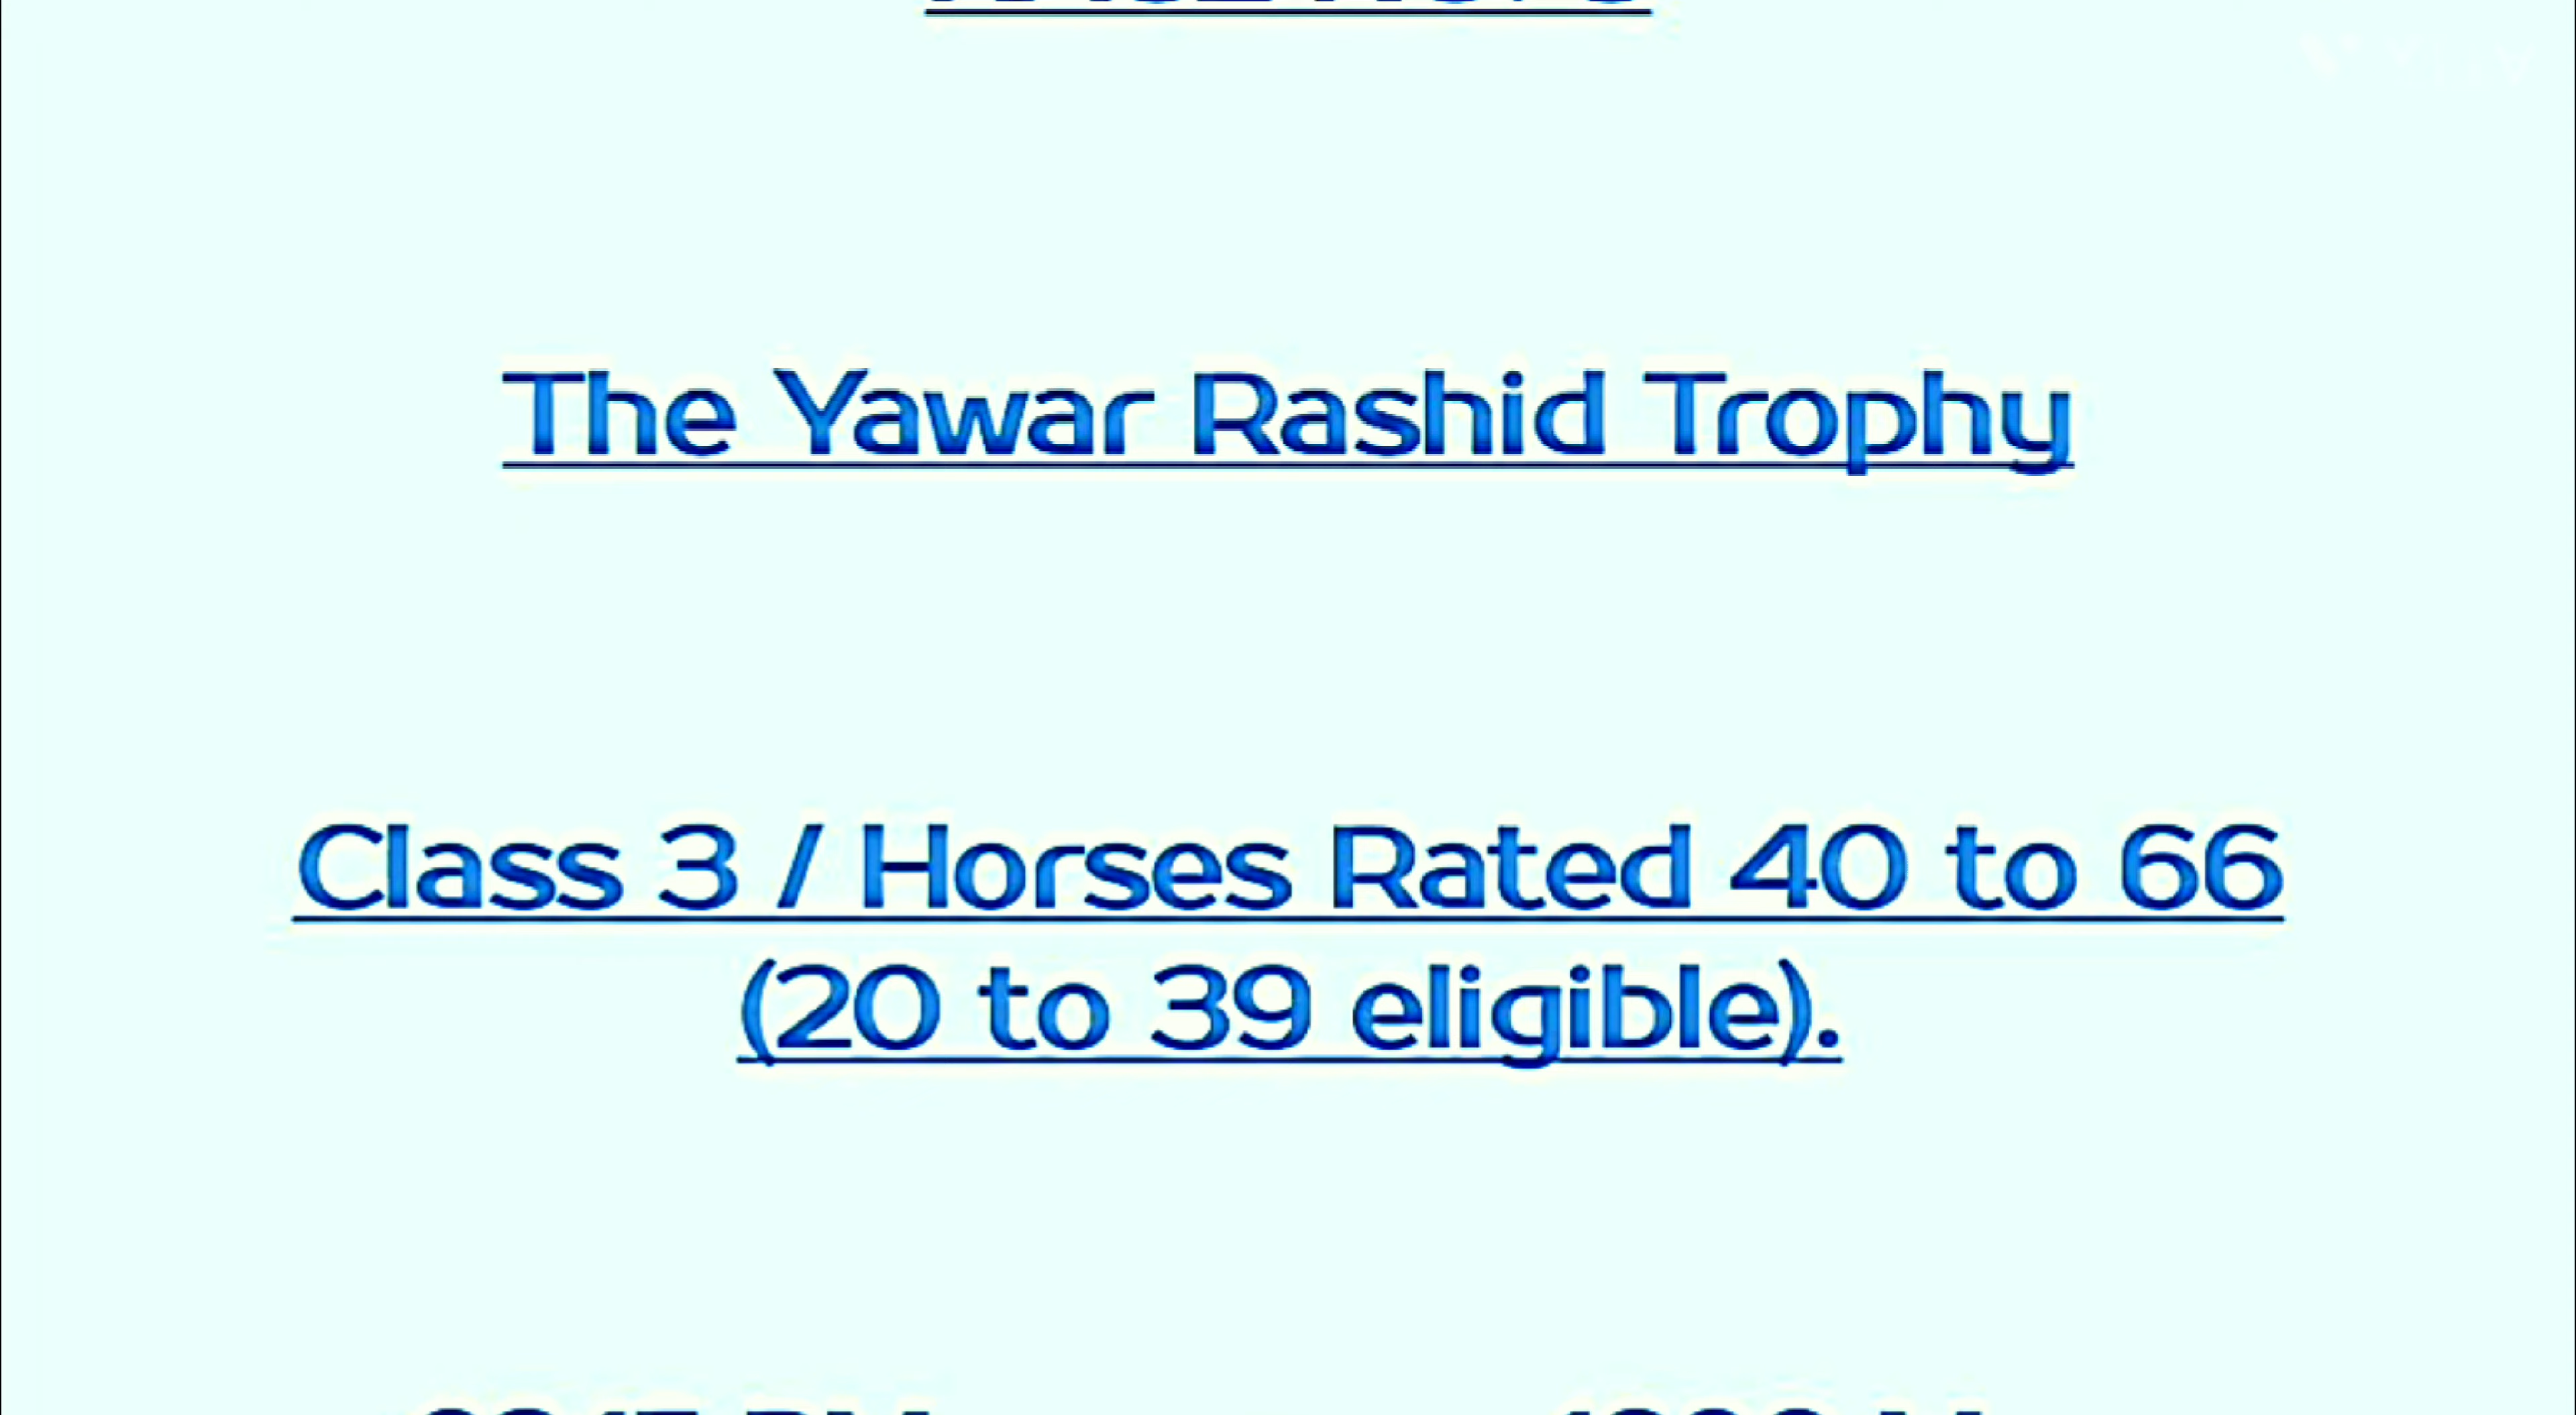 The Yawar Rashid Trophy
Class 3 / Horses Rated 40 to 66
(20 to 39 eligible).